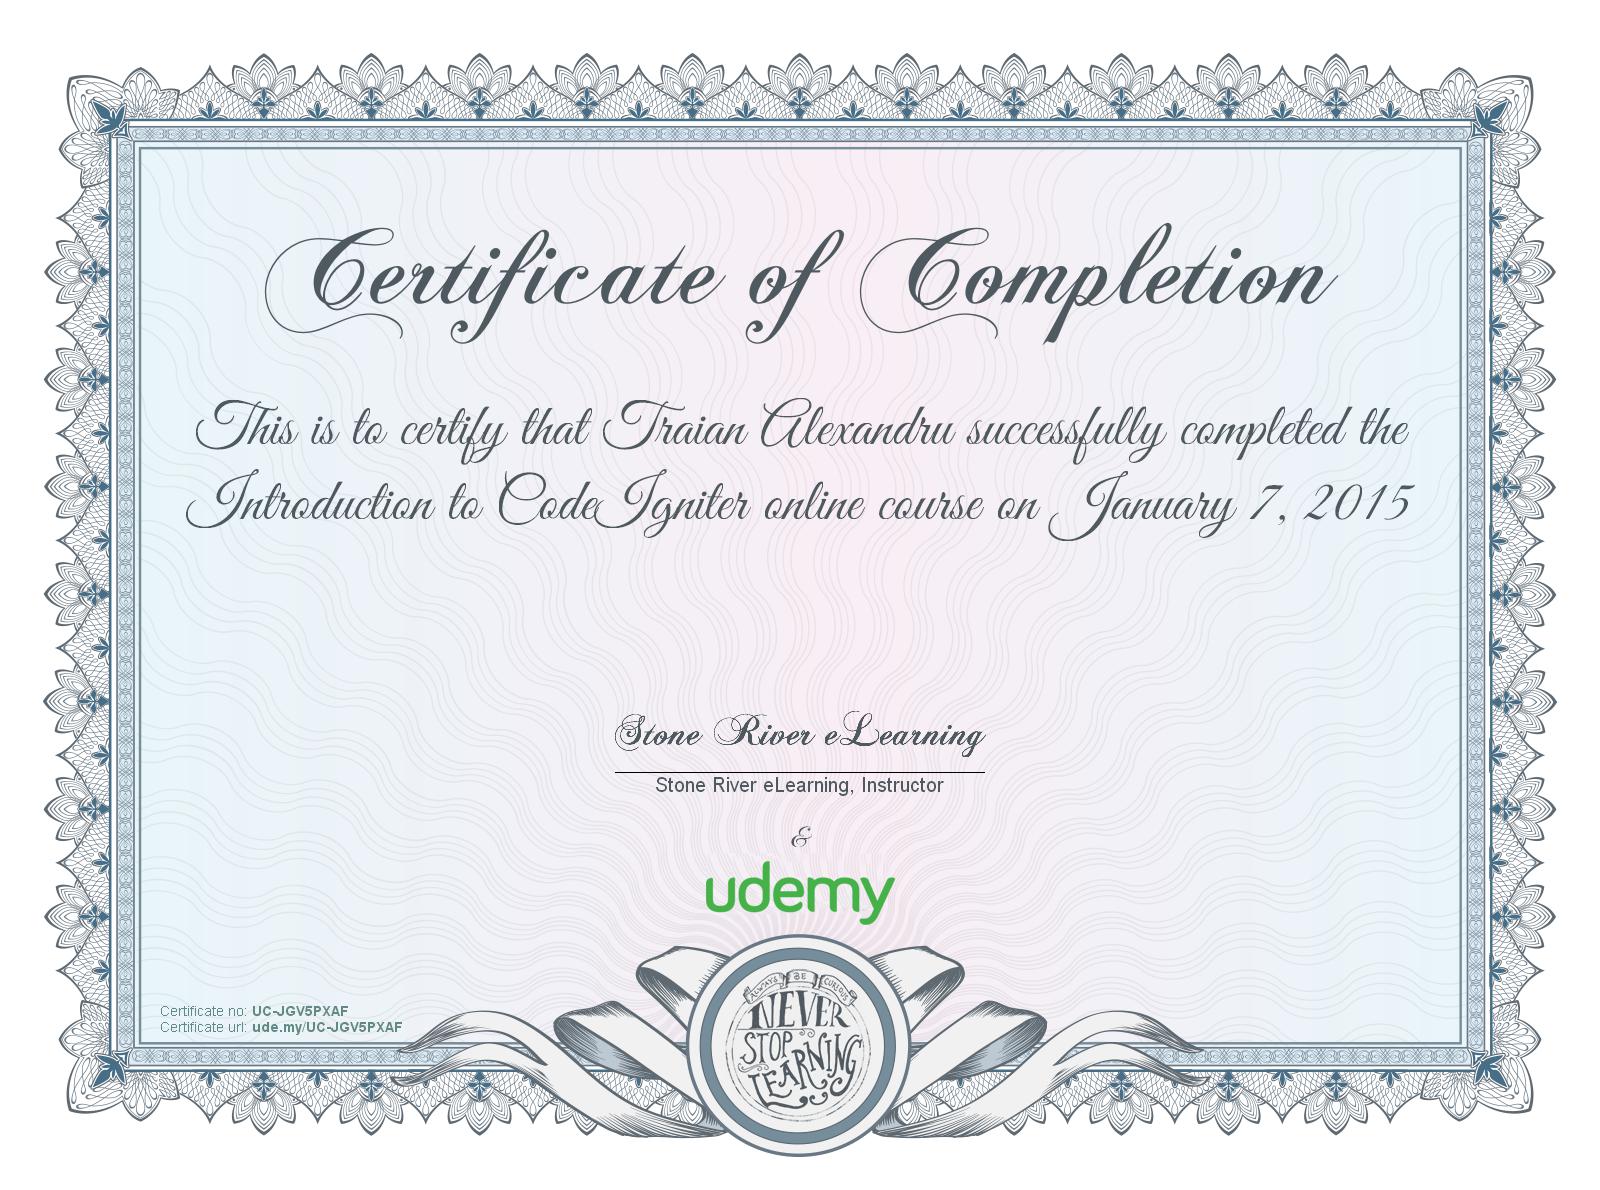 Certificate of Completion
This is to certify that Traian Alexandru successfully completed the
Introduction to CodeIgniter online course on January 7, 2015
Stone River eLearning
Stone River eLearning, Instructor
&
udemy
Certificate no: UC-JGV5PXAF
Certificate url: ude.my/UC-JGV5PXAF
ALWAYS BE CURIOUS
NEVER
STOP
LEARNING